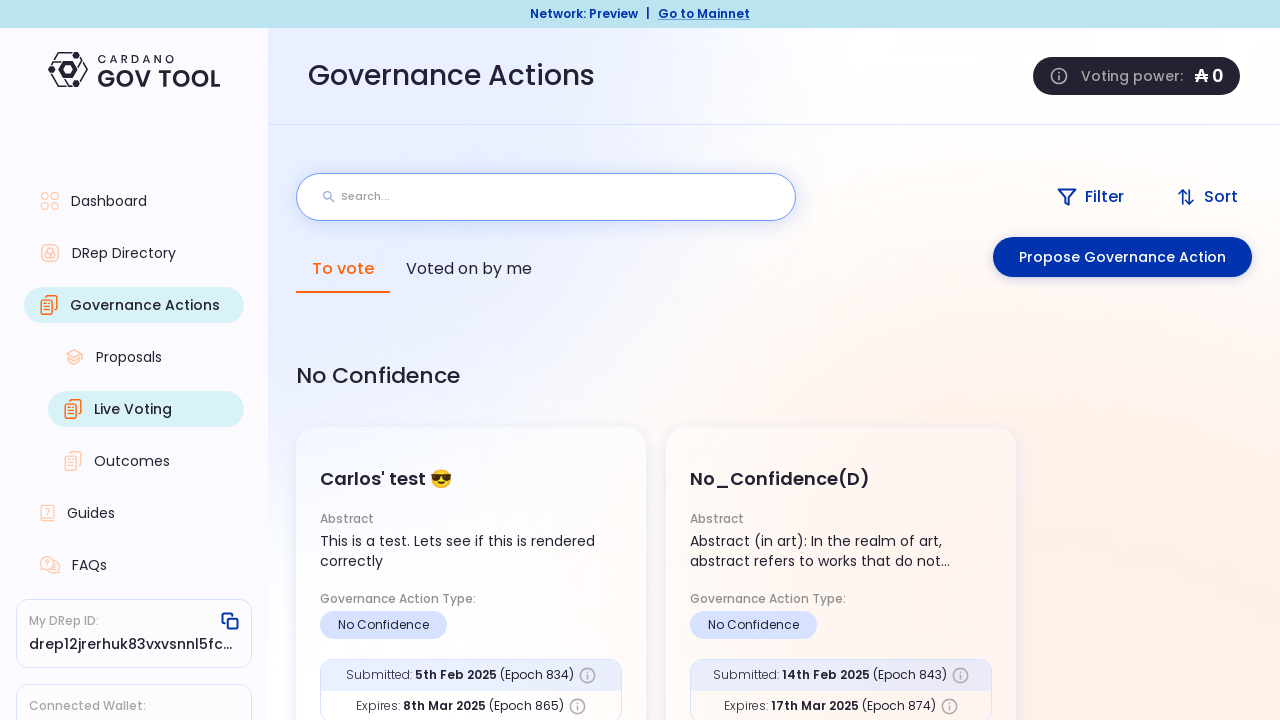 Network: Preview | Go to Mainnet
CARDANO
GOV TOOL
Governance Actions
Voting power: ₳ 0
Dashboard
DRep Directory
Governance Actions
Proposals
Live Voting
Outcomes
Guides
FAQs
My DRep ID:
drep12jrerhuk83vxvsnnl5fc...
Connected Wallet:
Search...
Filter
Sort
To vote
Voted on by me
Propose Governance Action
No Confidence
Carlos' test 😎
Abstract
This is a test. Lets see if this is rendered
correctly
Governance Action Type:
No Confidence
Submitted: 5th Feb 2025 (Epoch 834)
Expires: 8th Mar 2025 (Epoch 865)
No_Confidence(D)
Abstract
Abstract (in art): In the realm of art,
abstract refers to works that do not...
Governance Action Type:
No Confidence
Submitted: 14th Feb 2025 (Epoch 843)
Expires: 17th Mar 2025 (Epoch 874)